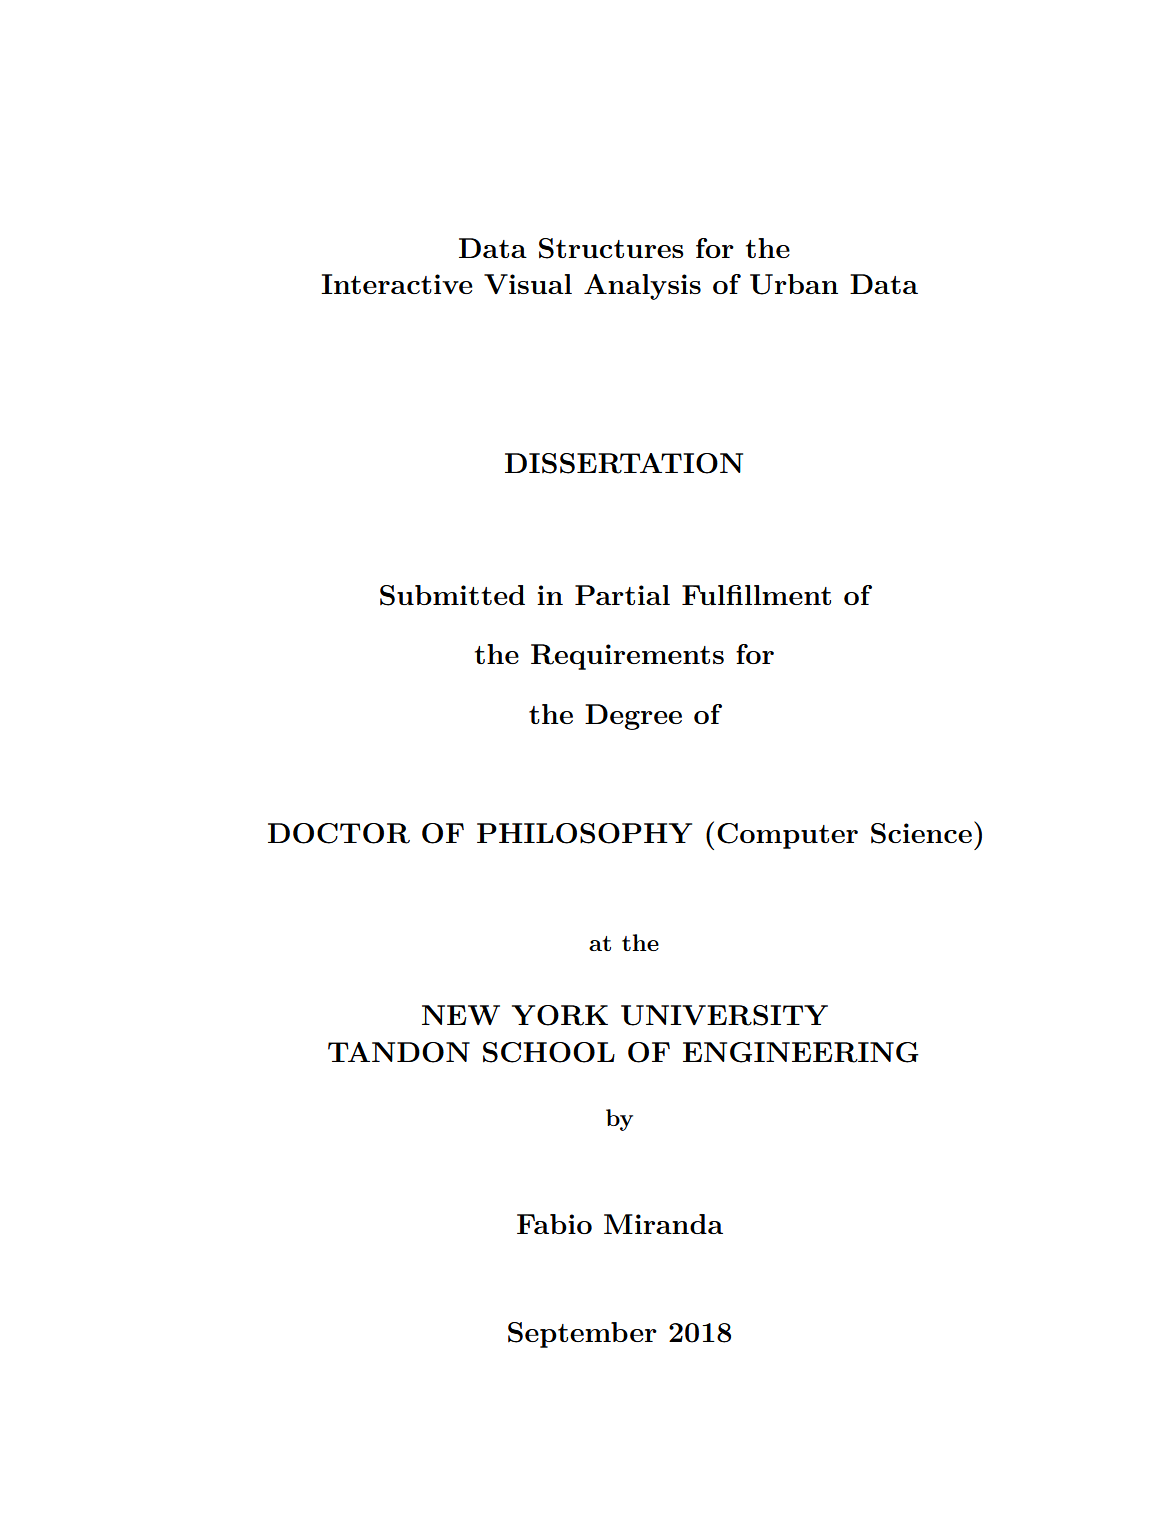 Data Structures for the
Interactive Visual Analysis of Urban Data
DISSERTATION
Submitted in Partial Fulfillment of
the Requirements for
the Degree of
DOCTOR OF PHILOSOPHY (Computer Science)
at the
NEW YORK UNIVERSITY
TANDON SCHOOL OF ENGINEERING
by
Fabio Miranda
September 2018